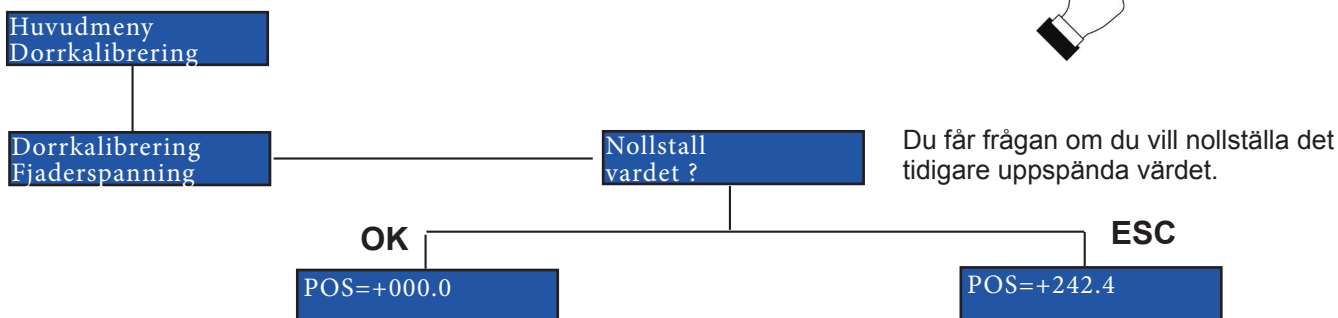 Huvudmeny
Dorrkalibrering
Dorrkalibrering
Fjaderspanning
Nollstall
vardet ?
Du får frågan om du vill nollställa det
tidigare uppspända värdet.
OK
ESC
POS=+000.0
POS=+242.4